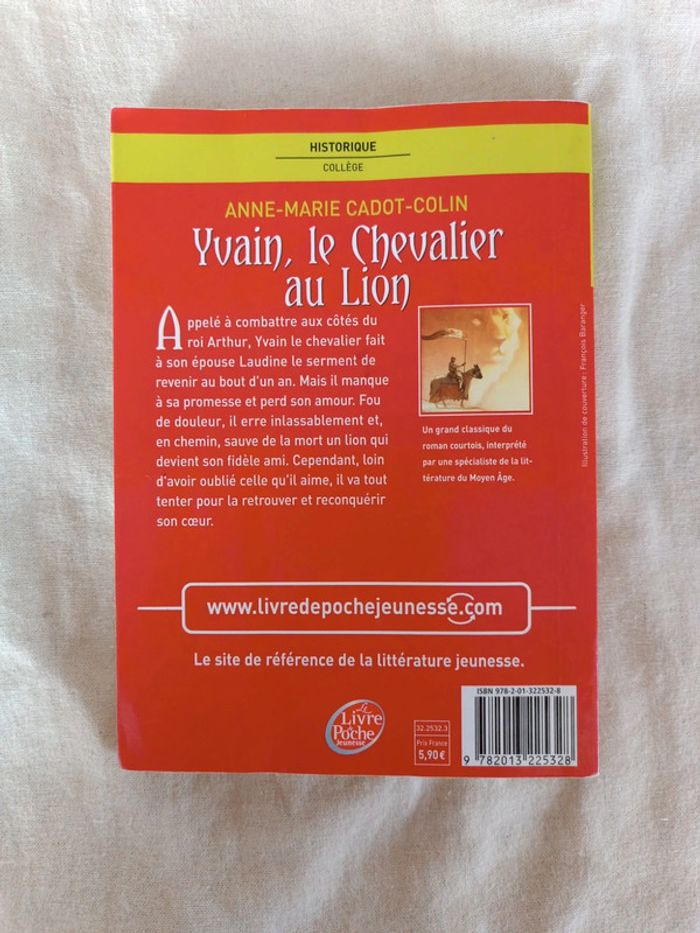 HISTORIQUE
COLLÈGE
ANNE-MARIE CADOT-COLIN
Yvain, le Chevalier
au Lion
Appelé à combattre aux côtés du
roi Arthur, Yvain le chevalier fait
à son épouse Laudine le serment de
revenir au bout d'un an. Mais il manque
à sa promesse et perd son amour. Fou
de douleur, il erre inlassablement et,
en chemin, sauve de la mort un lion qui
devient son fidèle ami. Cependant, loin
d'avoir oublié celle qu'il aime, il va tout
tenter pour la retrouver et reconquérir
son cœur.
Un grand classique du
roman courtois, interprété
par une spécialiste de la lit-
térature du Moyen Âge.
Illustration de couverture : François Baranger
www.livredepochejeunesse.com
Le site de référence de la littérature jeunesse.
Le
Livre
de
Poche
Jeunesse
32.2532.3
Prix France
5,90 €
ISBN 978-2-01-322532-8
9 782013 225328